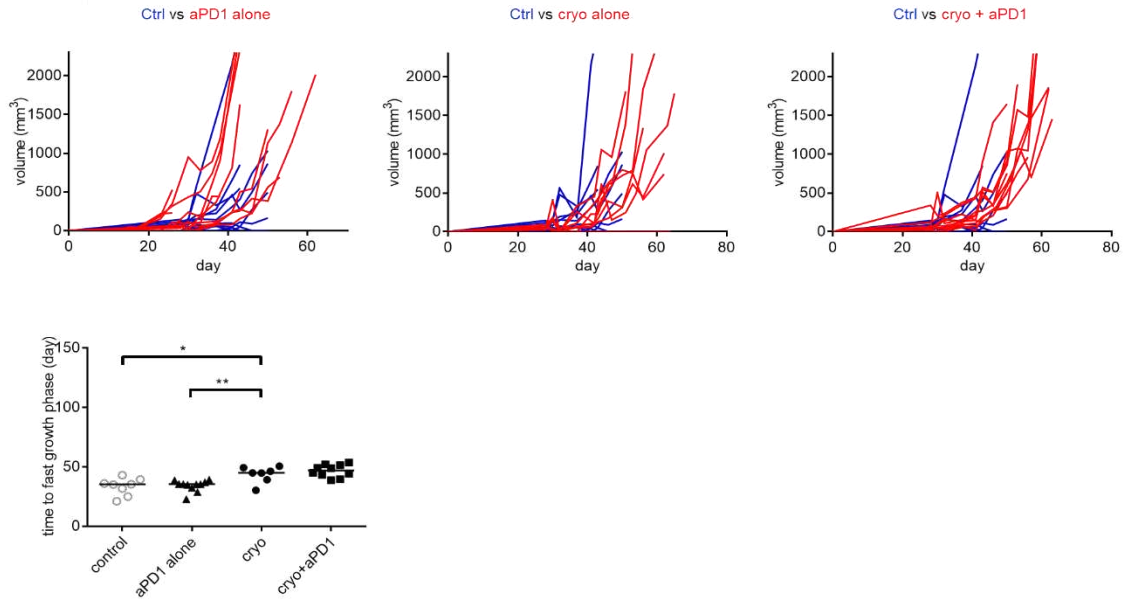 Ctrl vs aPD1 alone
Ctrl vs cryo alone
Ctrl vs cryo + aPD1
volume (mm³)
2000
1500
1000
500
0
0 20 40 60
day
volume (mm³)
2000
1500
1000
500
0
0 20 40 60 80
day
volume (mm³)
2000
1500
1000
500
0
0 20 40 60 80
day
time to fast growth phase (day)
150
100
50
0
*
**
control
aPD1 alone
cryo
cryo+aPD1